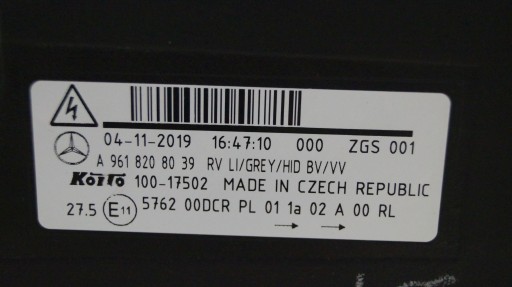 04-11-2019 16:47:10 000 ZGS 001
A 961 820 80 39 RV LI/GREY/HID BV/VV
KOITO 100-17502 MADE IN CZECH REPUBLIC
27.5 E11 5762 00DCR PL 01 1a 02 A 00 RL